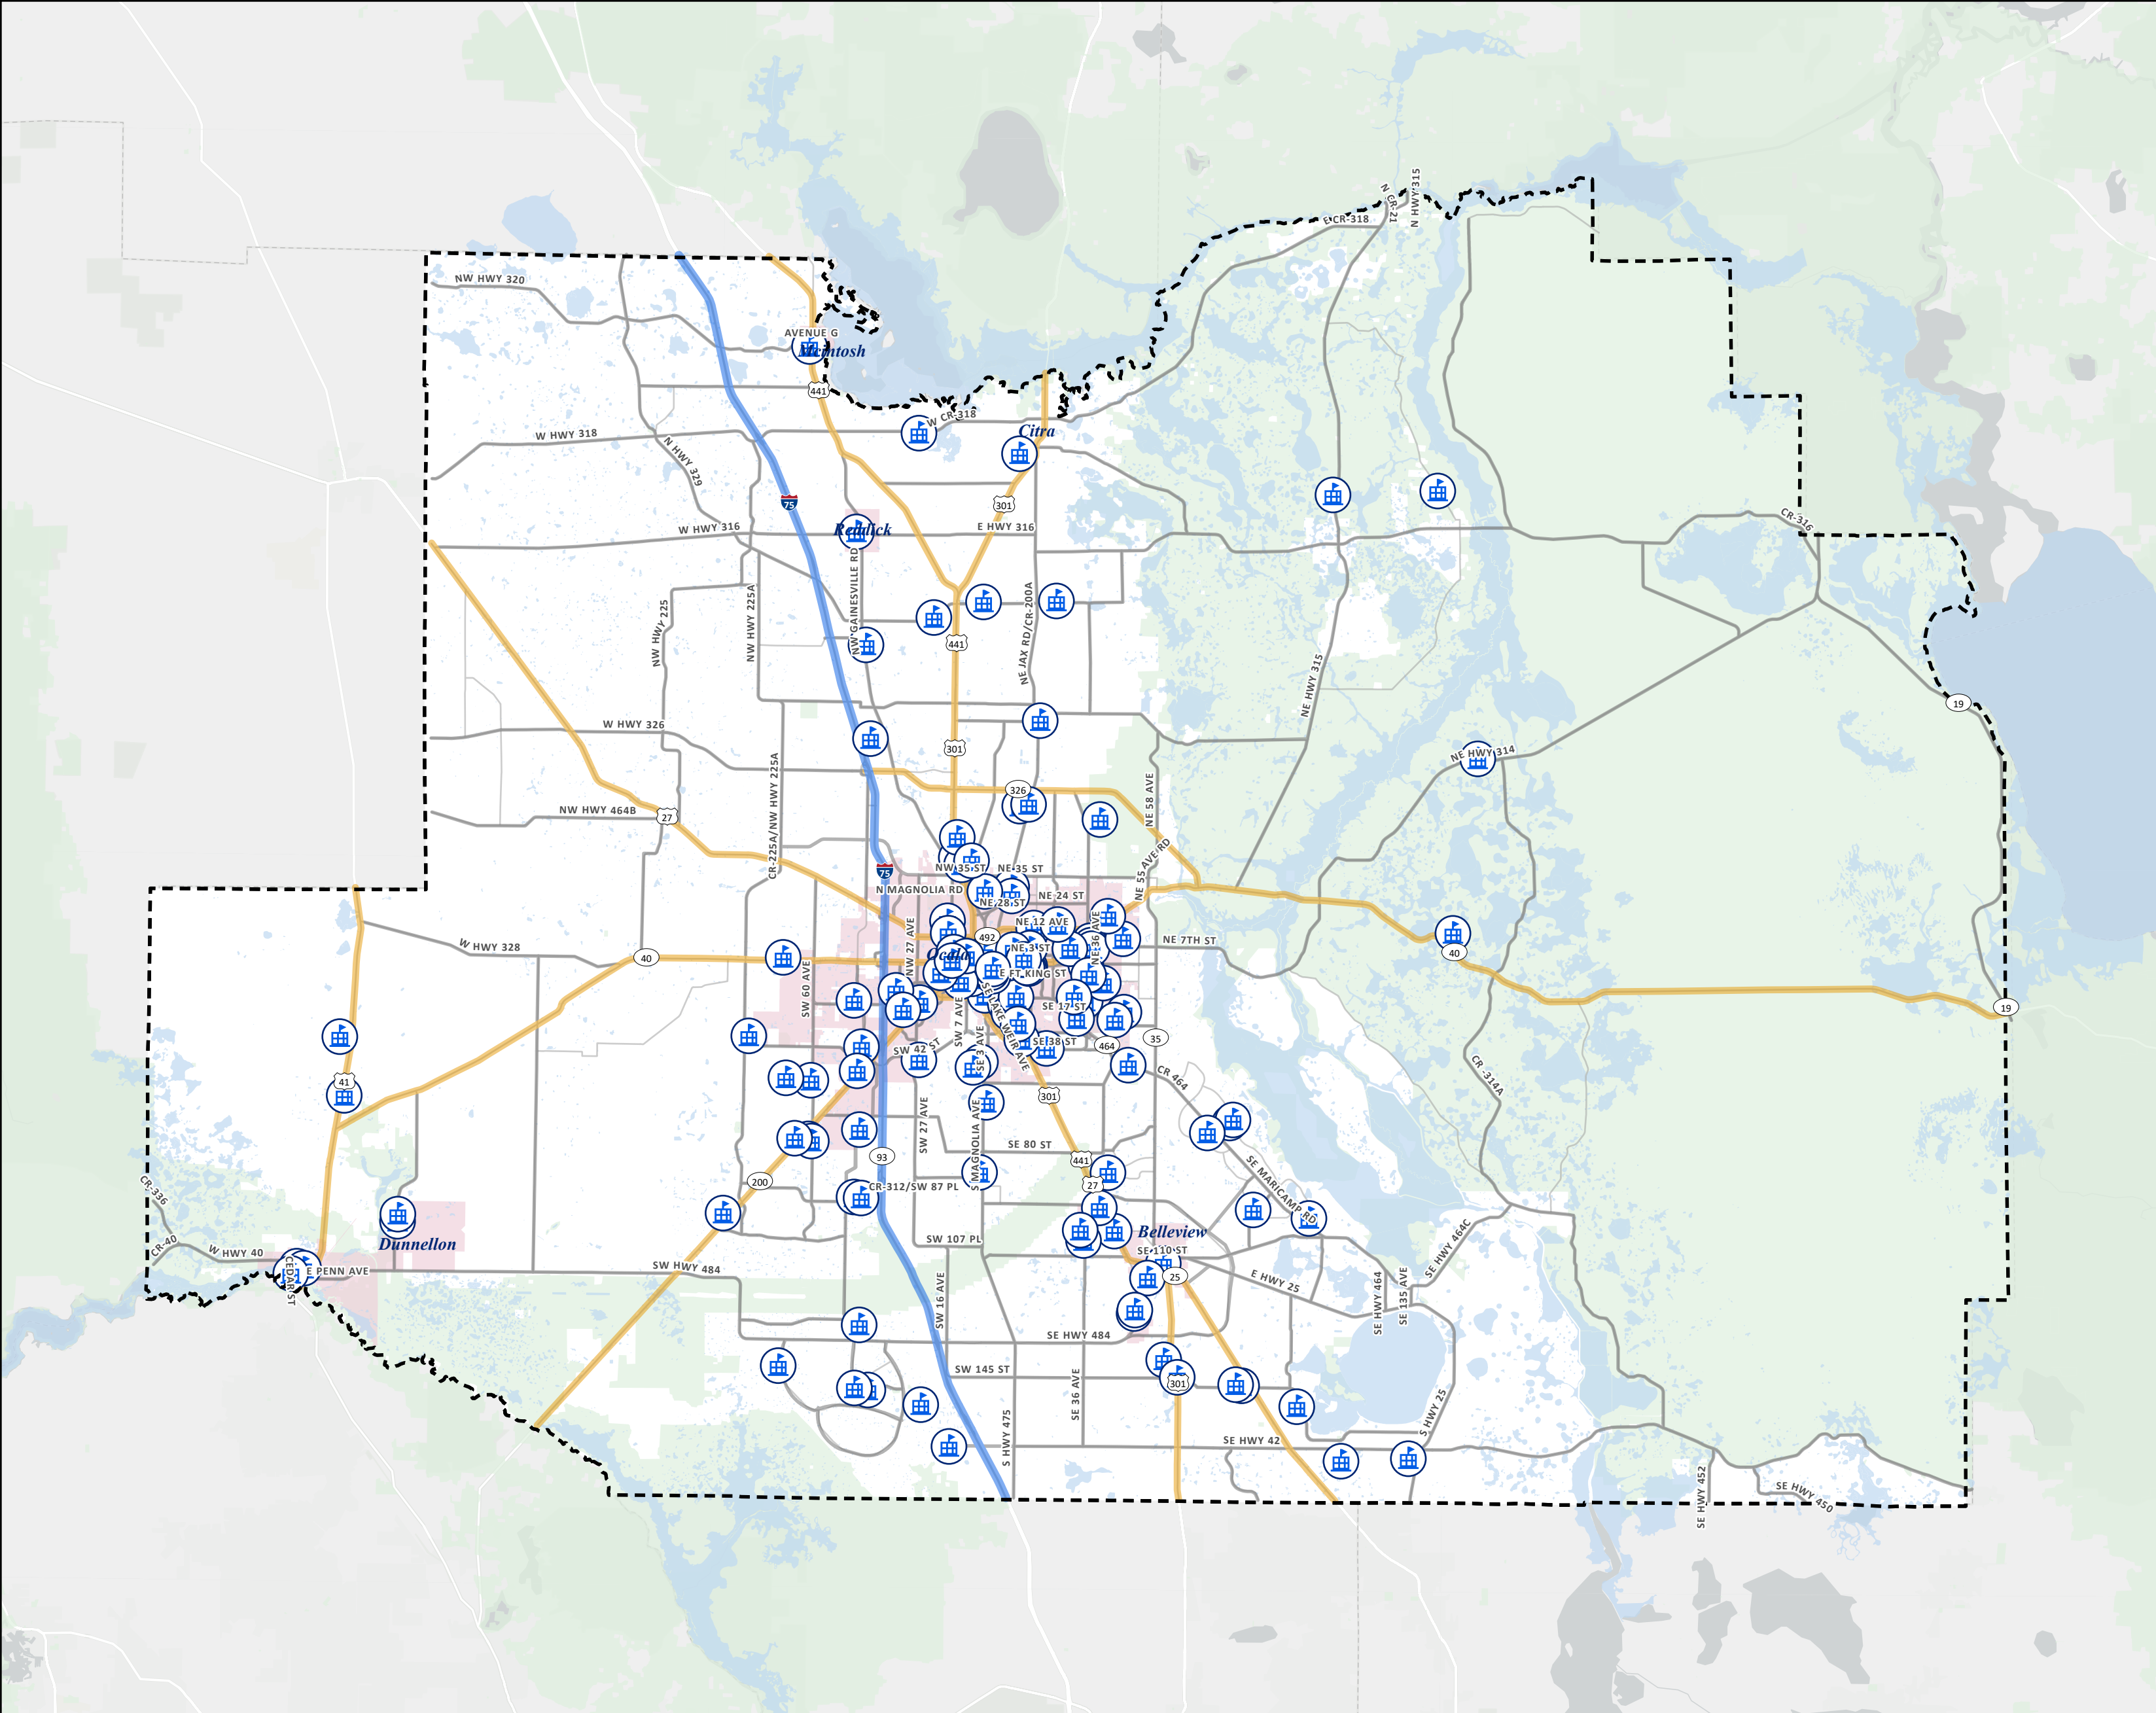 N CR-21
N HWY 315
E CR-318
NW HWY 320
AVENUE G
McIntosh
441
W CR-318
Citra
W HWY 318
N HWY 329
75
301
CR-316
W HWY 316
Reddick
E HWY 316
NW HWY 225
NW HWY 225A
NW GAINESVILLE RD
NE JAX RD/CR-200A
441
NE HWY 315
19
W HWY 326
301
NE HWY 314
CR-225A/NW HWY 225A
326
NE 58 AVE
NW HWY 464B
27
NE 55 AVE RD
75
NW 35 ST
NE 35 ST
N MAGNOLIA RD
NE 24 ST
NE 28 ST
NE 12 AVE
NE 36 AVE
NW 27 AVE
492
NE 7TH ST
W HWY 328
40
Ocala
NE 3 ST
40
E FT KING ST
SW 60 AVE
SE 17 ST
19
SW 7 AVE
SE LAKE WEIR AVE
SE 3 AVE
SW 42 ST
SE 38 ST
464
35
41
CR 464
CR -314A
301
SW 27 AVE
S MAGNOLIA AVE
SE 80 ST
93
441
200
CR-312/SW 87 PL
27
SE MARICAMP RD
CR-336
Dunnellon
Belleview
CR-40
W HWY 40
SW 107 PL
SE 110 ST
SE HWY 464C
CEDAR ST
E PENN AVE
SW HWY 484
25
E HWY 25
SE HWY 464
SE 135 AVE
SW 16 AVE
SE HWY 484
SW 145 ST
301
SE 36 AVE
S HWY 25
S HWY 475
SE HWY 42
SE HWY 452
SE HWY 450